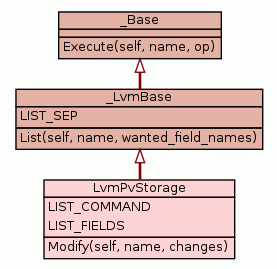 _Base
Execute(self, name, op)
_LvmBase
LIST_SEP
List(self, name, wanted_field_names)
LvmPvStorage
LIST_COMMAND
LIST_FIELDS
Modify(self, name, changes)